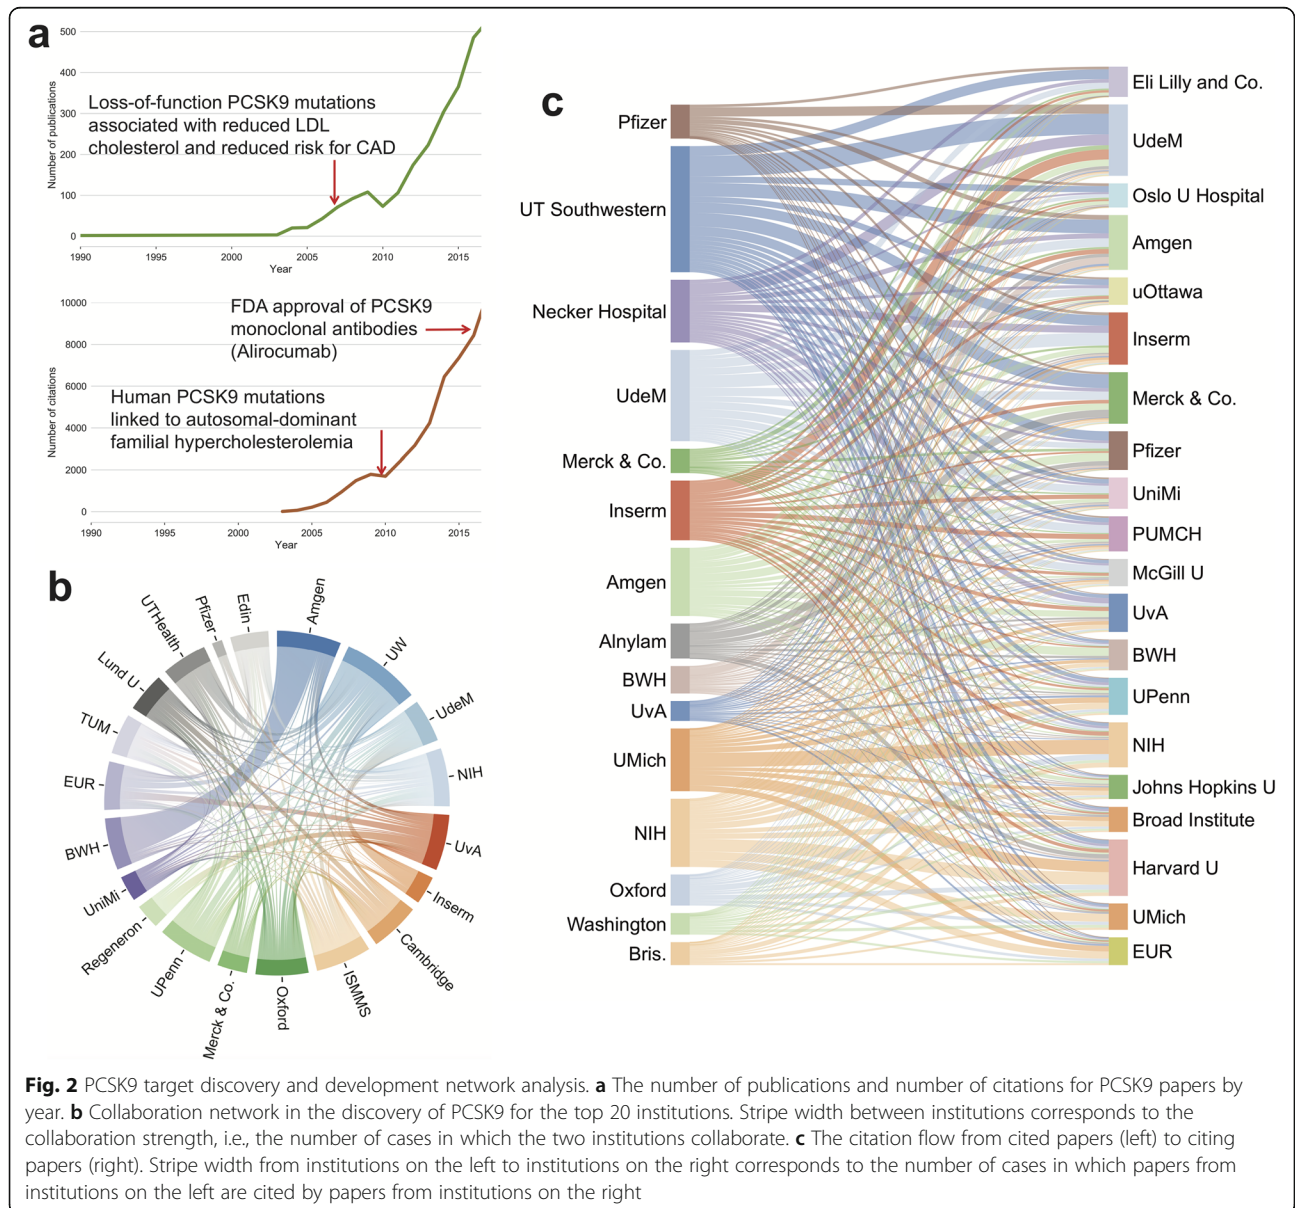 a
500
400
300
200
100
0
Number of publications
Loss-of-function PCSK9 mutations
associated with reduced LDL
cholesterol and reduced risk for CAD
1990
1995
2000
2005
2010
2015
Year
10000
8000
6000
4000
2000
0
Number of citations
FDA approval of PCSK9
monoclonal antibodies
(Alirocumab)
Human PCSK9 mutations
linked to autosomal-dominant
familial hypercholesterolemia
1990
1995
2000
2005
2010
2015
Year
b
Amgen
UW
UdeM
NIH
UvA
Inserm
Cambridge
ISMMS
Oxford
Merck & Co.
UPenn
Regeneron
UniMi
BWH
EUR
TUM
Lund U
UTHealth
Pfizer
Edin
c
Pfizer
UT Southwestern
Necker Hospital
UdeM
Merck & Co.
Inserm
Amgen
Alnylam
BWH
UvA
UMich
NIH
Oxford
Washington
Bris.
Eli Lilly and Co.
UdeM
Oslo U Hospital
Amgen
uOttawa
Inserm
Merck & Co.
Pfizer
UniMi
PUMCH
McGill U
UvA
BWH
UPenn
NIH
Johns Hopkins U
Broad Institute
Harvard U
UMich
EUR
Fig. 2 PCSK9 target discovery and development network analysis. a The number of publications and number of citations for PCSK9 papers by
year. b Collaboration network in the discovery of PCSK9 for the top 20 institutions. Stripe width between institutions corresponds to the
collaboration strength, i.e., the number of cases in which the two institutions collaborate. c The citation flow from cited papers (left) to citing
papers (right). Stripe width from institutions on the left to institutions on the right corresponds to the number of cases in which papers from
institutions on the left are cited by papers from institutions on the right